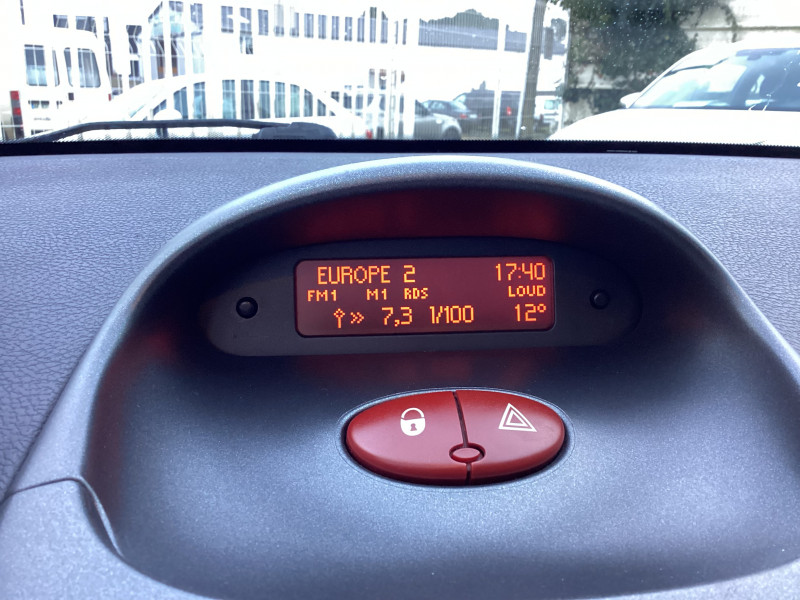 EUROPE 2 17:40
FM1 M1 RDS LOUD
» 7,3 l/100 12°